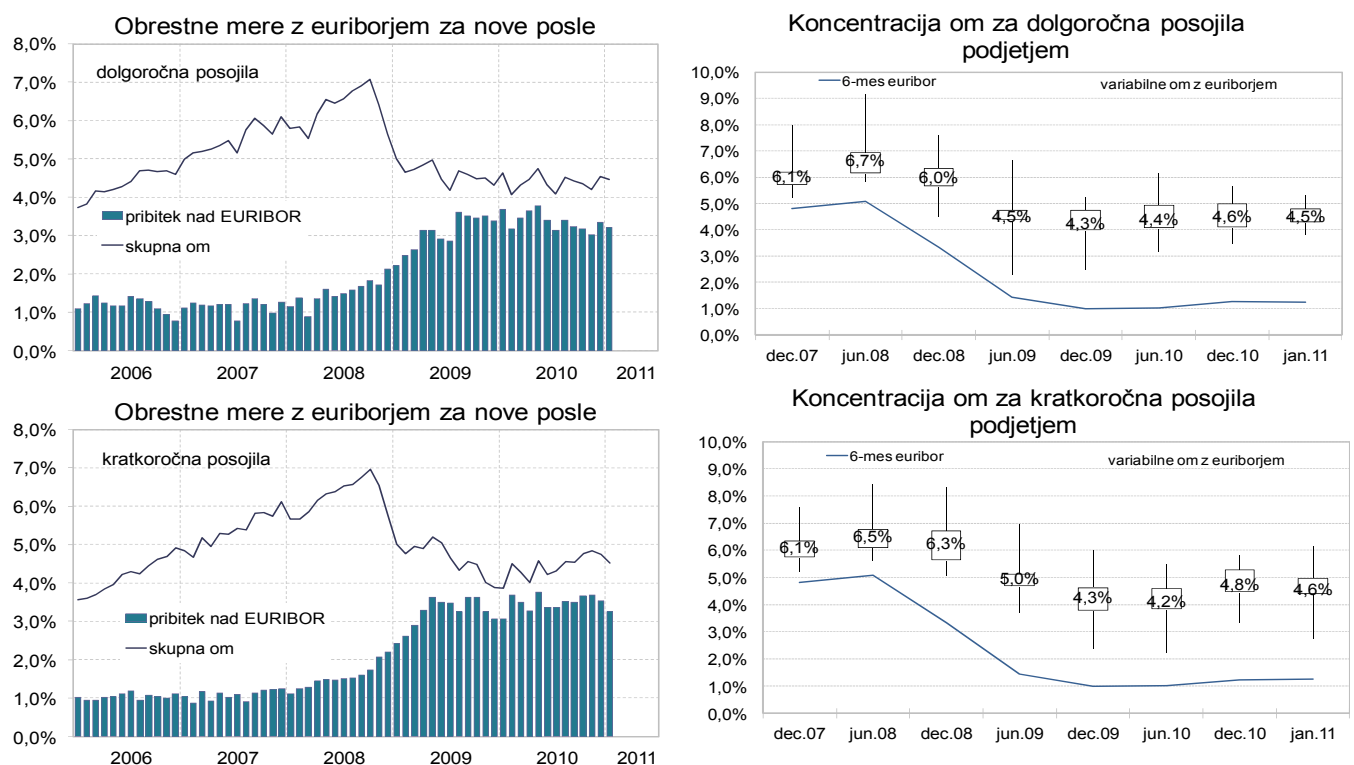 Obrestne mere z euriborjem za nove posle
8,0%
7,0%
6,0%
5,0%
4,0%
3,0%
2,0%
1,0%
0,0%
dolgoročna posojila
pribitek nad EURIBOR
skupna om
2006 2007 2008 2009 2010 2011
Koncentracija om za dolgoročna posojila
podjetjem
10,0%
9,0%
8,0%
7,0%
6,0%
5,0%
4,0%
3,0%
2,0%
1,0%
0,0%
6-mes euribor
variabilne om z euriborjem
6,1% 6,7% 6,0% 4,5% 4,3% 4,4% 4,6% 4,5%
dec.07 jun.08 dec.08 jun.09 dec.09 jun.10 dec.10 jan.11
Obrestne mere z euriborjem za nove posle
8,0%
7,0%
6,0%
5,0%
4,0%
3,0%
2,0%
1,0%
0,0%
kratkoročna posojila
pribitek nad EURIBOR
skupna om
2006 2007 2008 2009 2010 2011
Koncentracija om za kratkoročna posojila
podjetjem
10,0%
9,0%
8,0%
7,0%
6,0%
5,0%
4,0%
3,0%
2,0%
1,0%
0,0%
6-mes euribor
variabilne om z euriborjem
6,1% 6,5% 6,3% 5,0% 4,3% 4,2% 4,8% 4,6%
dec.07 jun.08 dec.08 jun.09 dec.09 jun.10 dec.10 jan.11